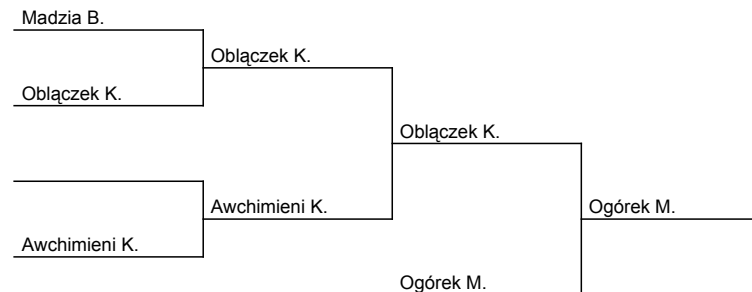 Madzia B.
Oblączek K.
Oblączek K.
Oblączek K.
Awchimieni K.
Ogórek M.
Awchimieni K.
Ogórek M.